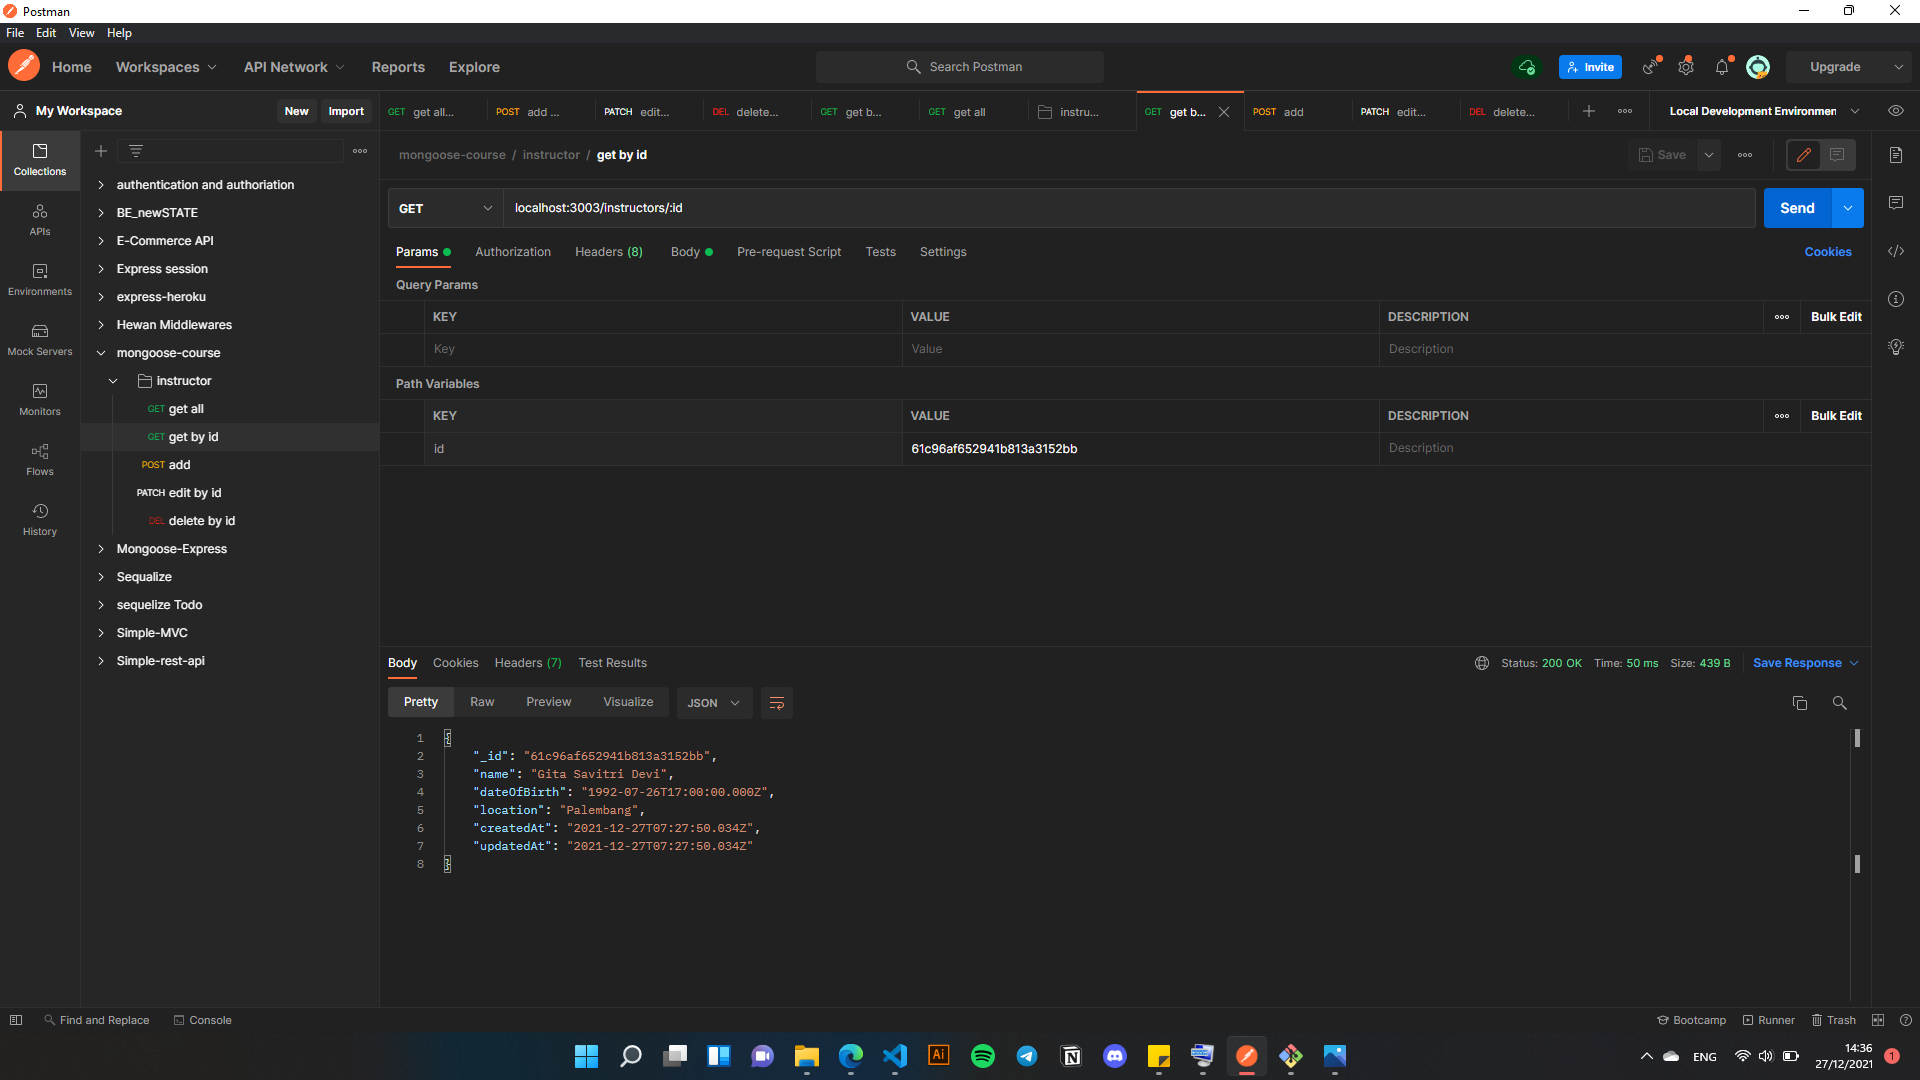 Postman
File Edit View Help
Home Workspaces API Network Reports Explore
Search Postman
Invite
Upgrade
My Workspace
New Import
GET get all...
POST add ...
PATCH edit...
DEL delete...
GET get b...
GET get all
instru...
GET get b...
POST add
PATCH edit...
DEL delete...
Local Development Environmen
Collections
APIs
Environments
Mock Servers
Monitors
Flows
History
authentication and authoriation
BE_newSTATE
E-Commerce API
Express session
express-heroku
Hewan Middlewares
mongoose-course
instructor
GET get all
GET get by id
POST add
PATCH edit by id
DEL delete by id
Mongoose-Express
Sequalize
sequelize Todo
Simple-MVC
Simple-rest-api
mongoose-course / instructor / get by id
Save
GET localhost:3003/instructors/:id
Send
Params Authorization Headers (8) Body Pre-request Script Tests Settings
Cookies
Query Params
KEY VALUE DESCRIPTION Bulk Edit
Key Value Description
Path Variables
KEY VALUE DESCRIPTION Bulk Edit
id 61c96af652941b813a3152bb Description
Body Cookies Headers (7) Test Results
Status: 200 OK Time: 50 ms Size: 439 B Save Response
Pretty Raw Preview Visualize JSON
1 {
2 "_id": "61c96af652941b813a3152bb",
3 "name": "Gita Savitri Devi",
4 "dateOfBirth": "1992-07-26T17:00:00.000Z",
5 "location": "Palembang",
6 "createdAt": "2021-12-27T07:27:50.034Z",
7 "updatedAt": "2021-12-27T07:27:50.034Z"
8 }
Find and Replace Console
Bootcamp Runner Trash
Ai
ENG
14:36
27/12/2021
1